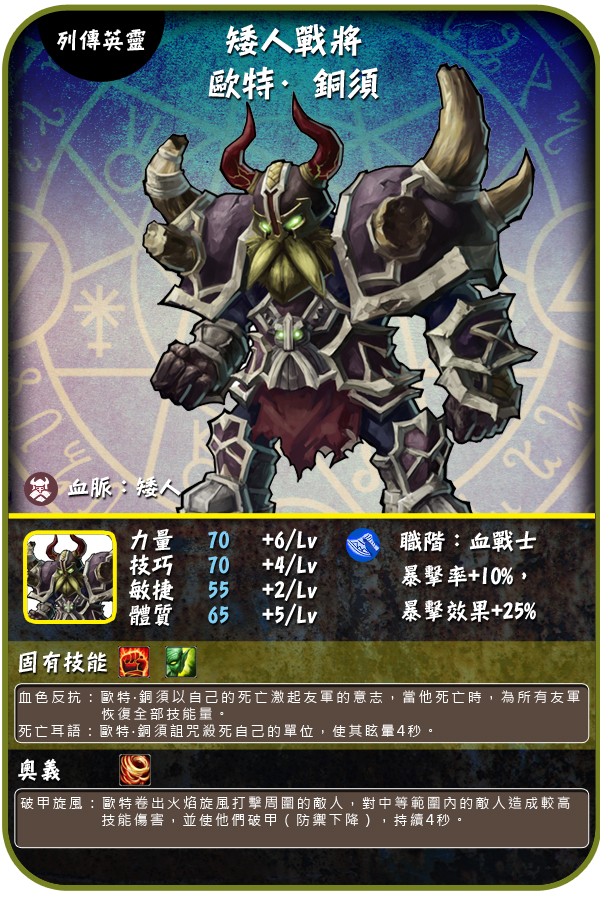 列傳英靈
矮人戰將
歐特·銅須
血脈：矮人
力量 70 +6/Lv
技巧 70 +4/Lv
敏捷 55 +2/Lv
體質 65 +5/Lv
職階：血戰士
暴擊率+10%，
暴擊效果+25%
固有技能
血色反抗：歐特·銅須以自己的死亡激起友軍的意志，當他死亡時，為所有友軍
恢復全部技能量。
死亡耳語：歐特·銅須詛咒殺死自己的單位，使其眩暈4秒。
奧義
破甲旋風：歐特卷出火焰旋風打擊周圍的敵人，對中等範圍內的敵人造成較高
技能傷害，並使他們破甲（防禦下降），持續4秒。